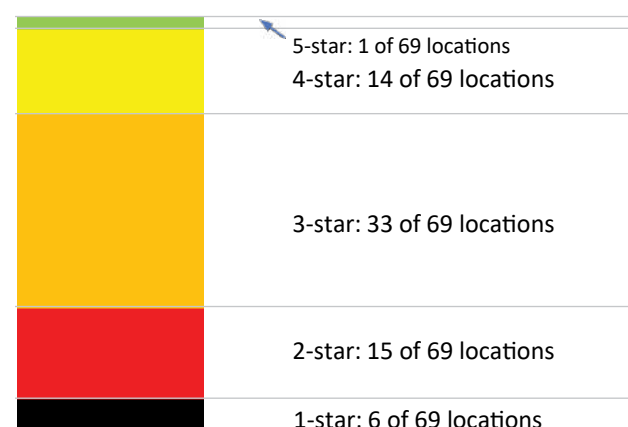 5-star: 1 of 69 locations
4-star: 14 of 69 locations
3-star: 33 of 69 locations
2-star: 15 of 69 locations
1-star: 6 of 69 locations